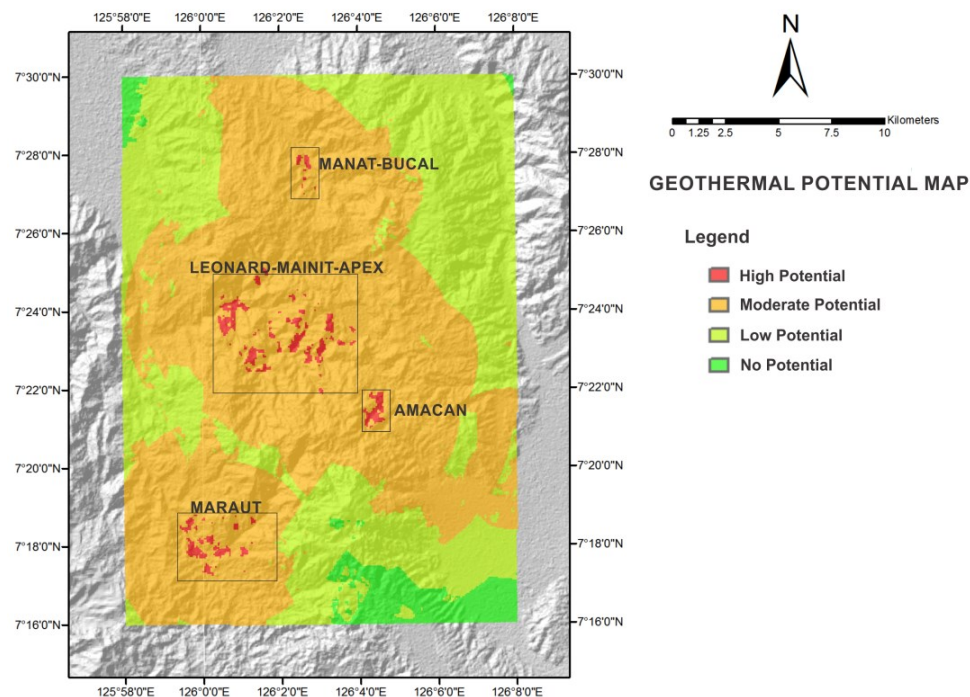 125°58'0"E 126°0'0"E 126°2'0"E 126°4'0"E 126°6'0"E 126°8'0"E
N
7°30'0"N 7°30'0"N
Kilometers
0 1.25 2.5 5 7.5 10
7°28'0"N MANAT-BUCAL 7°28'0"N
GEOTHERMAL POTENTIAL MAP
7°26'0"N 7°26'0"N
Legend
LEONARD-MAINIT-APEX
High Potential
7°24'0"N 7°24'0"N
Moderate Potential
Low Potential
No Potential
7°22'0"N 7°22'0"N
AMACAN
7°20'0"N 7°20'0"N
MARAUT
7°18'0"N 7°18'0"N
7°16'0"N 7°16'0"N
125°58'0"E 126°0'0"E 126°2'0"E 126°4'0"E 126°6'0"E 126°8'0"E